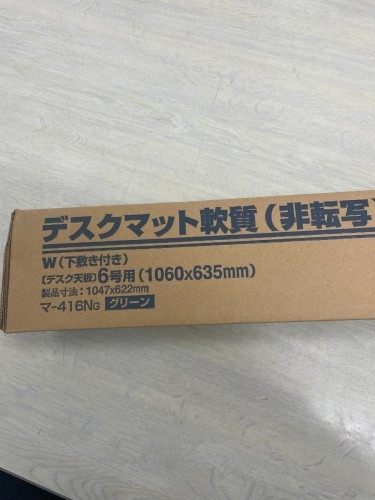 デスクマット軟質(非転写)
W(下敷き付き)
(デスク天板)6号用(1060x635mm)
製品寸法:1047x622mm
マ-416NG グリーン